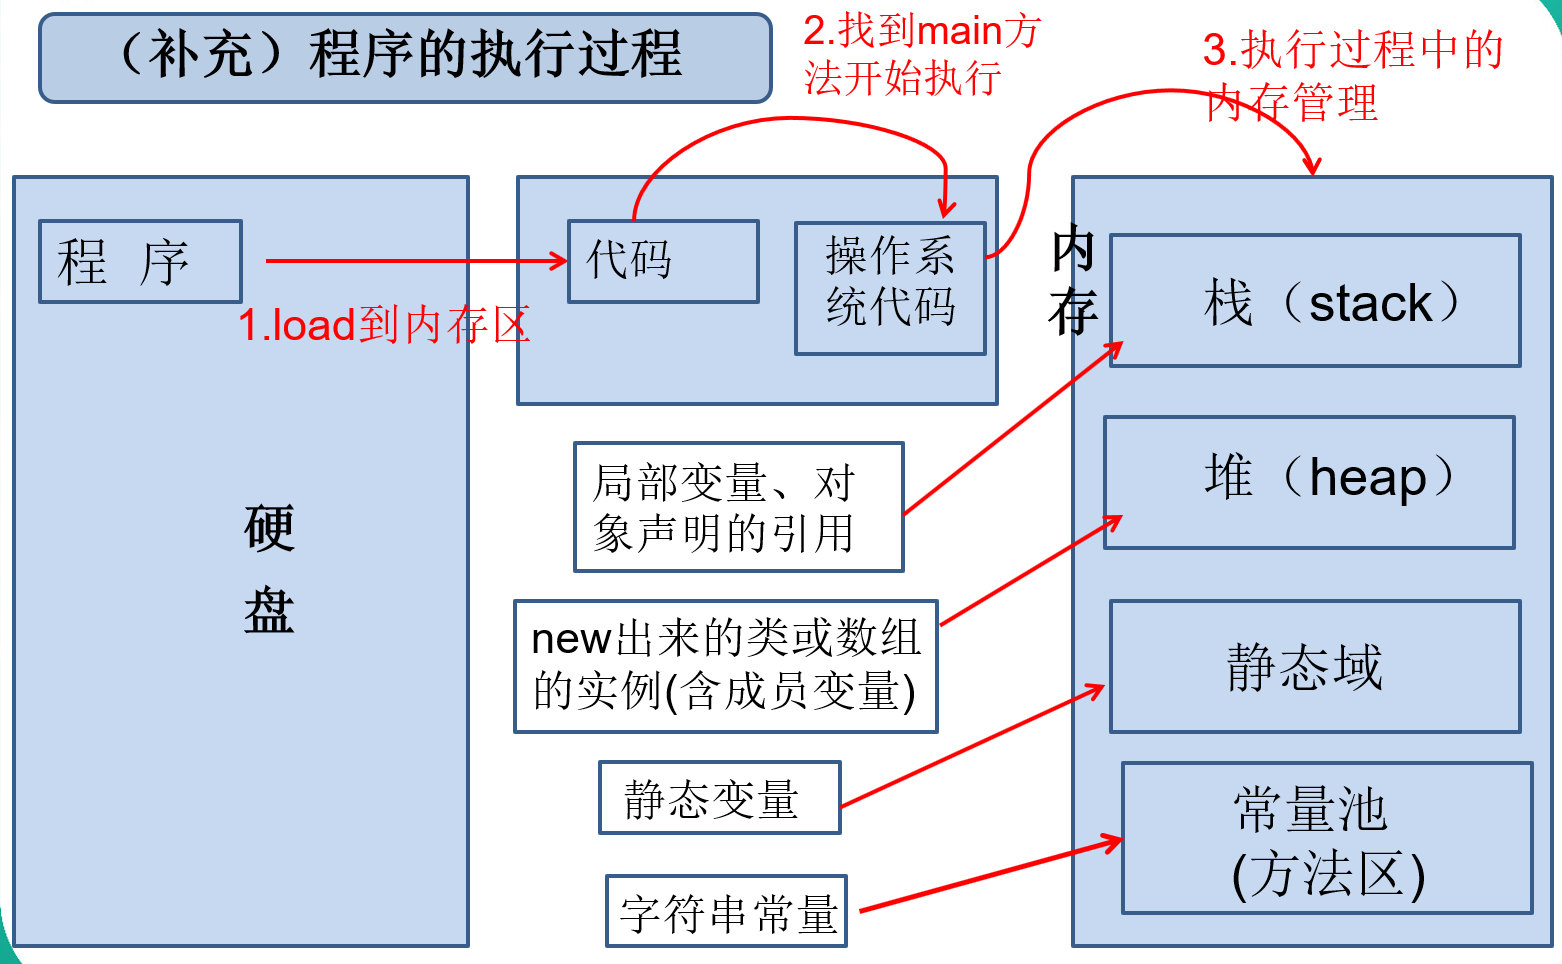 （补充）程序的执行过程
2.找到main方
法开始执行
3.执行过程中的
内存管理
程 序
1.load到内存区
硬
盘
代码
操作系
统代码
内
存
栈（stack）
堆（heap）
静态域
常量池
(方法区)
局部变量、对
象声明的引用
new出来的类或数组
的实例(含成员变量)
静态变量
字符串常量